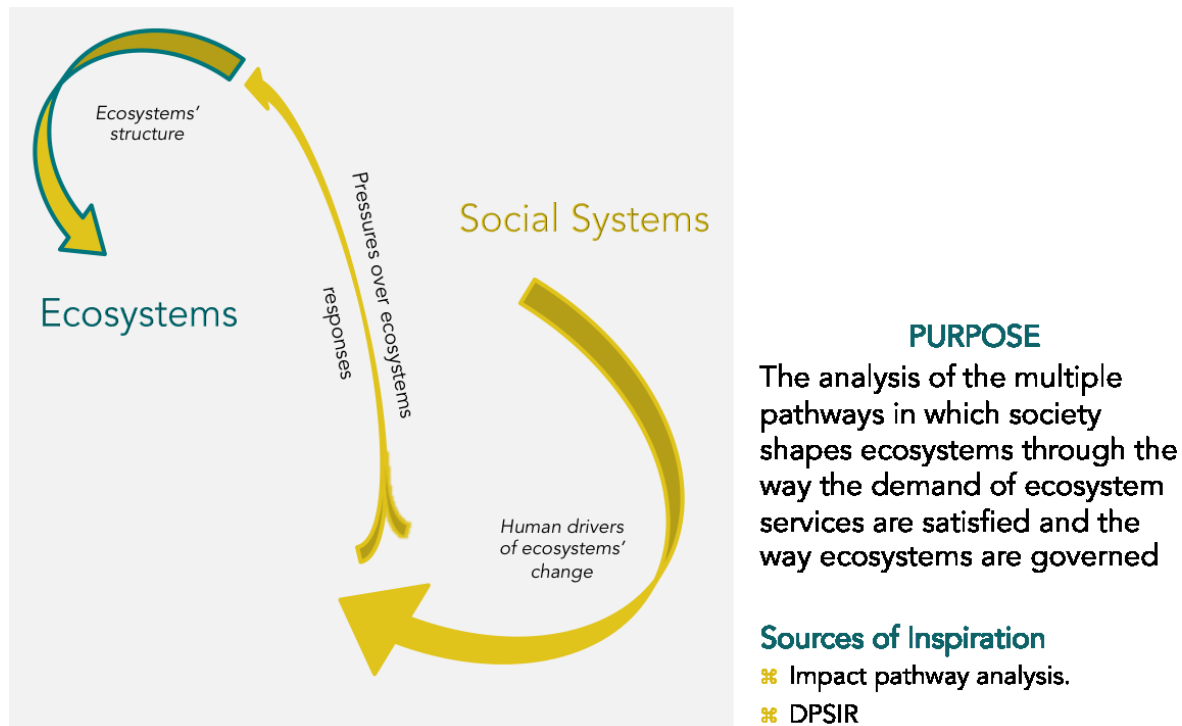 Ecosystems'
structure
Pressures over ecosystems
responses
Social Systems
Ecosystems
Human drivers
of ecosystems'
change
PURPOSE
The analysis of the multiple
pathways in which society
shapes ecosystems through the
way the demand of ecosystem
services are satisfied and the
way ecosystems are governed
Sources of Inspiration
⌘ Impact pathway analysis.
⌘ DPSIR